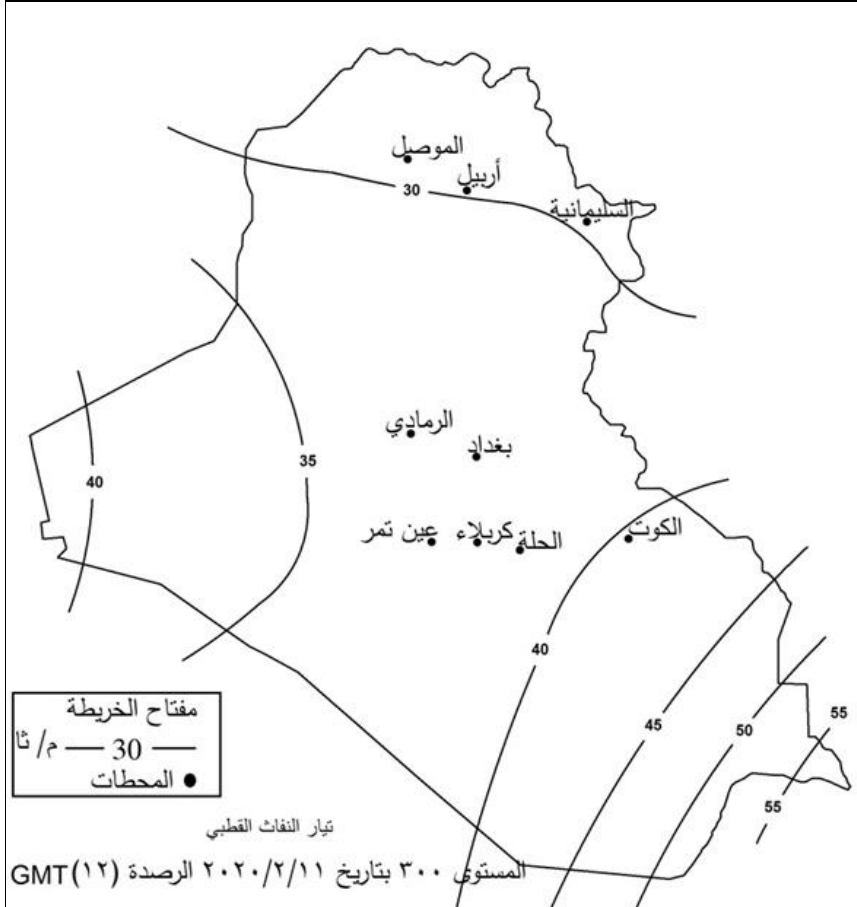 الموصل
أربيل
30
السليمانية
الرمادي
بغداد
35
40
عين تمر
كربلاء
الحلة
الكوت
40
45
50
55
55
مفتاح الخريطة
30 م/ ثا
المحطات
تيار النفاث القطبي
المستوى ٣٠٠ بتاريخ ٢٠٢٠/٢/١١ الرصدة (١٢) GMT